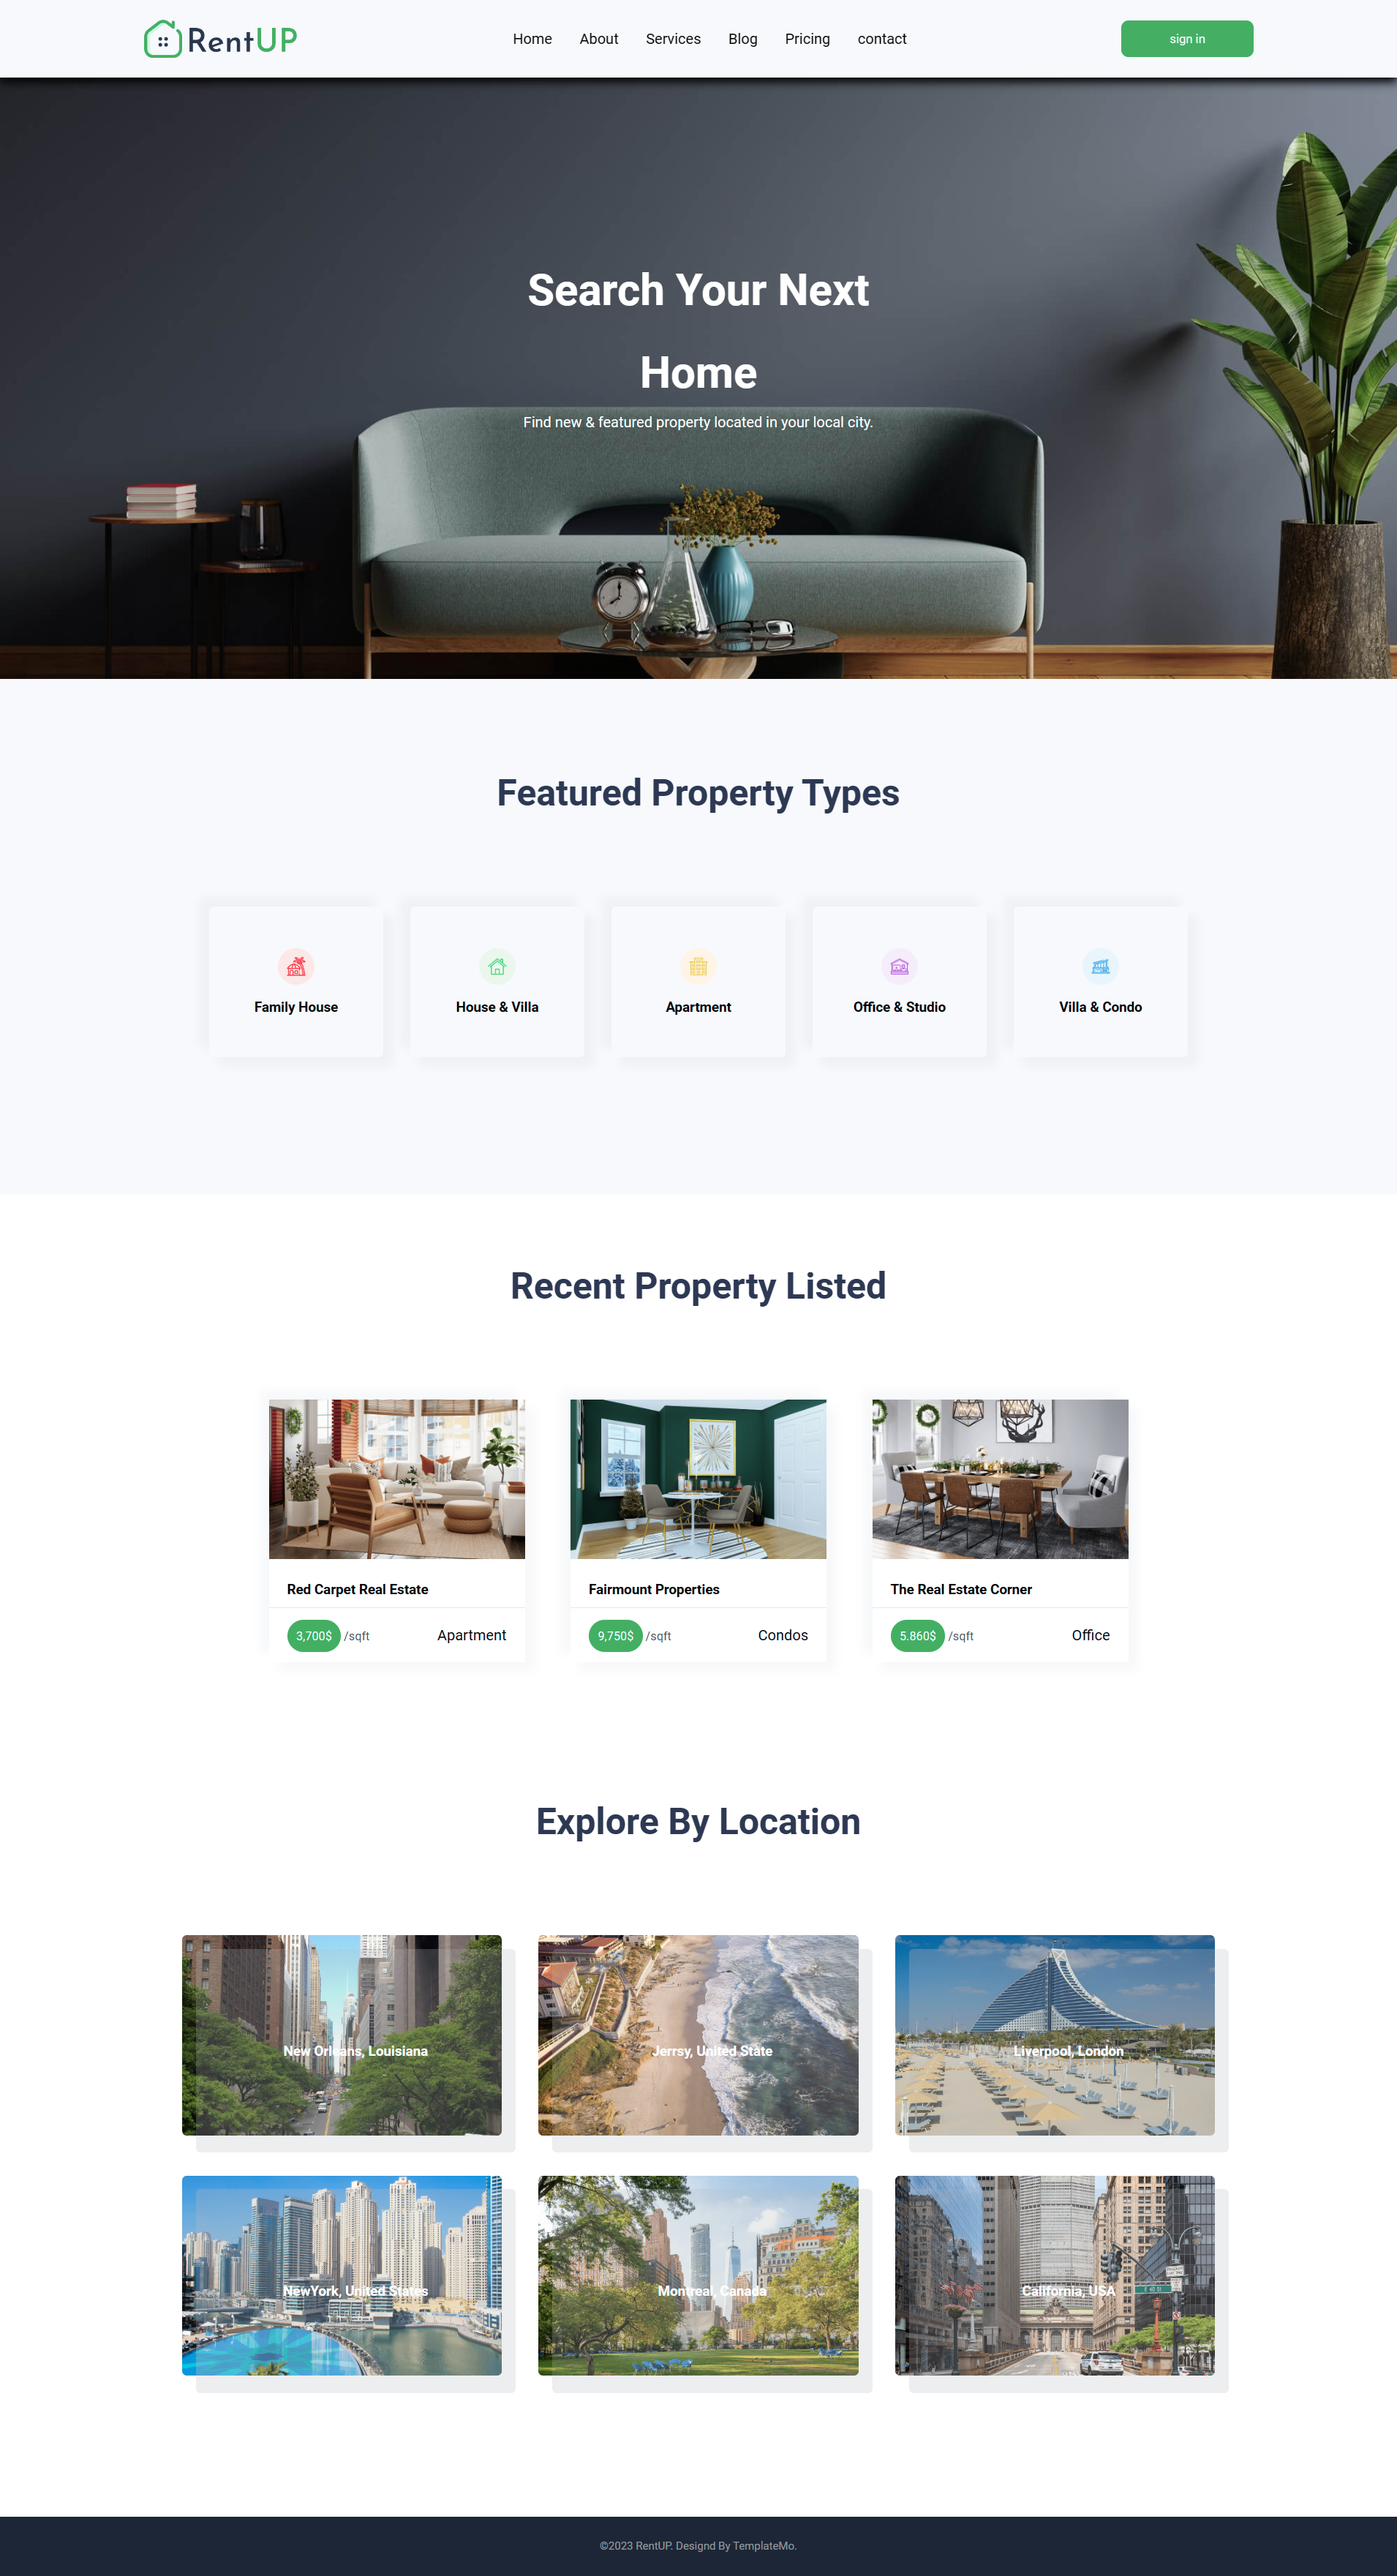 RentUP
Home About Services Blog Pricing contact
sign in
Search Your Next
Home
Find new & featured property located in your local city.
Featured Property Types
Family House
House & Villa
Apartment
Office & Studio
Villa & Condo
Recent Property Listed
Red Carpet Real Estate
3,700$ /sqft Apartment
Fairmount Properties
9,750$ /sqft Condos
The Real Estate Corner
5.860$ /sqft Office
Explore By Location
New Orleans, Louisiana
Jerrsy, United State
Liverpool, London
NewYork, United States
Montreal, Canada
California, USA
©2023 RentUP. Designd By TemplateMo.